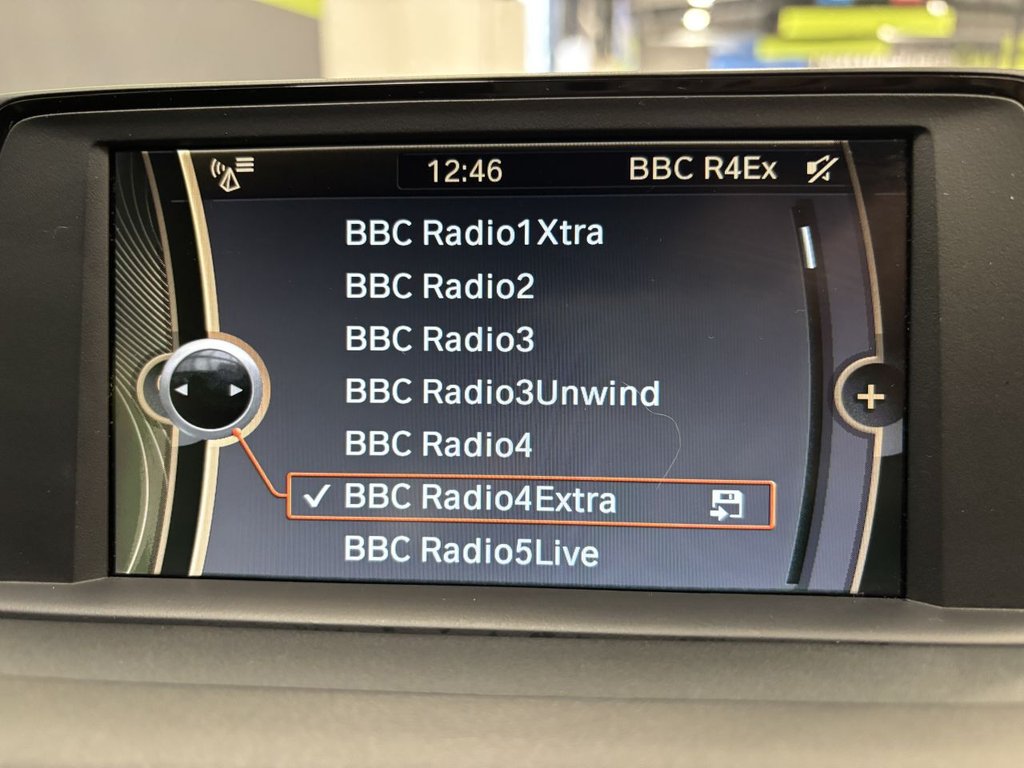 12:46 BBC R4Ex
BBC Radio1Xtra
BBC Radio2
BBC Radio3
BBC Radio3Unwind
BBC Radio4
BBC Radio4Extra
BBC Radio5Live